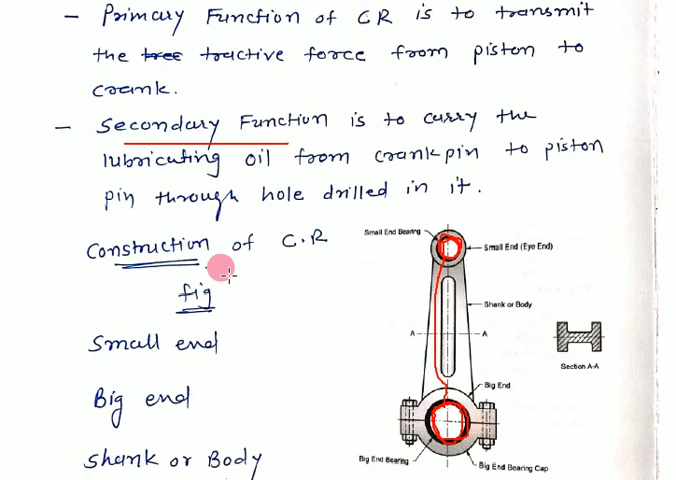 - Primary Function of CR is to transmit
the tree tractive force from piston to
crank.
- Secondary Function is to carry the
lubricating oil from crankpin to piston
pin through hole drilled in it.
Construction of C.R
fig
Small end
Big end
Shank or Body
Small End Bearing
Small End (Eye End)
Shank or Body
A A
Section A-A
Big End
Big End Bearing
Big End Bearing Cap